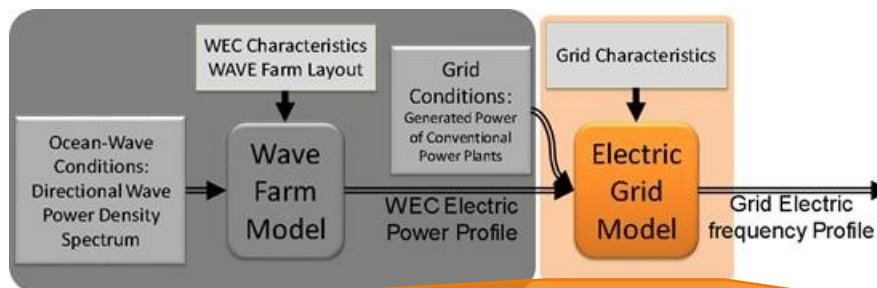 WEC Characteristics
WAVE Farm Layout
Grid
Conditions:
Generated Power
of Conventional
Power Plants
Grid Characteristics
Ocean-Wave
Conditions:
Directional Wave
Power Density
Spectrum
Wave
Farm
Model
WEC Electric
Power Profile
Electric
Grid
Model
Grid Electric
frequency Profile